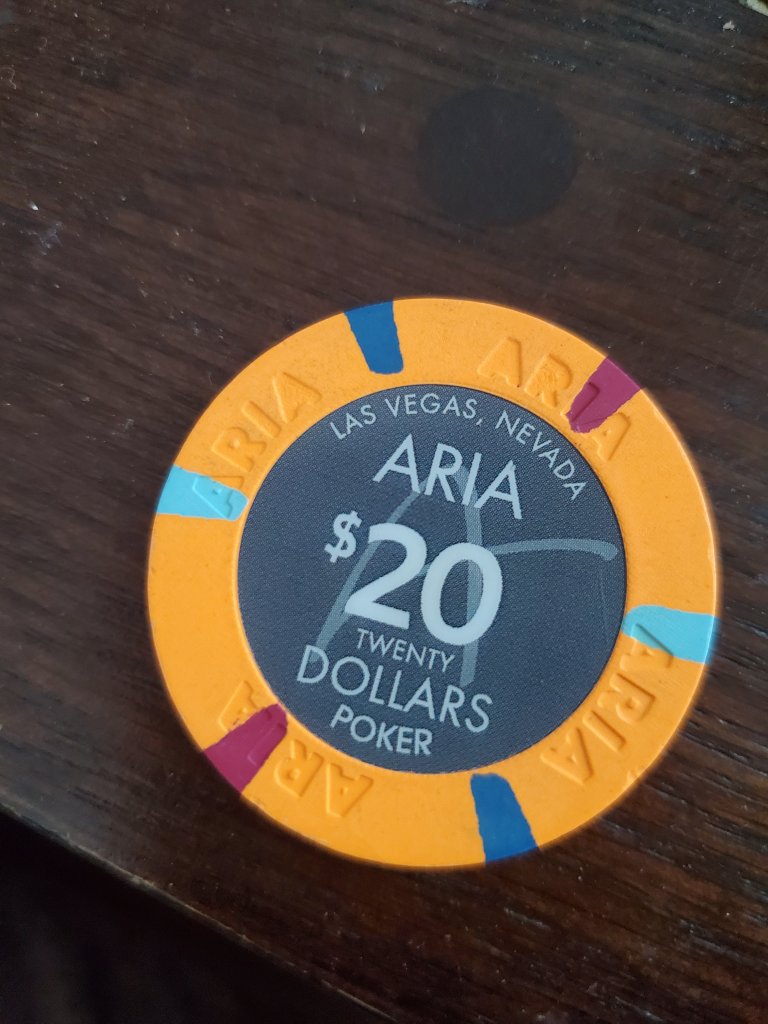 LAS VEGAS, NEVADA
ARIA
$20
TWENTY
DOLLARS
POKER
ARIA
ARIA
ARIA
ARIA